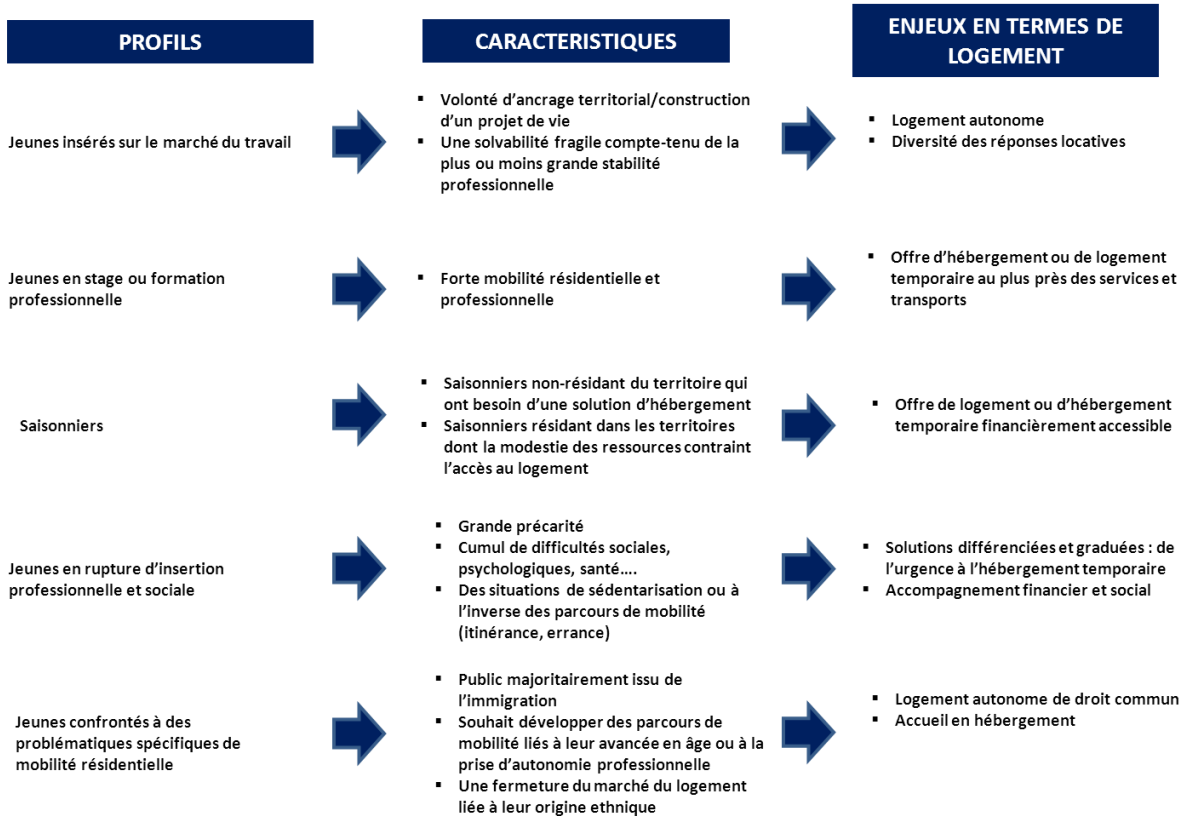 PROFILS
CARACTERISTIQUES
ENJEUX EN TERMES DE
LOGEMENT
Jeunes insérés sur le marché du travail
▪ Volonté d’ancrage territorial/construction
d’un projet de vie
▪ Une solvabilité fragile compte-tenu de la
plus ou moins grande stabilité
professionnelle
▪ Logement autonome
▪ Diversité des réponses locatives
Jeunes en stage ou formation
professionnelle
▪ Forte mobilité résidentielle et
professionnelle
▪ Offre d’hébergement ou de logement
temporaire au plus près des services et
transports
Saisonniers
▪ Saisonniers non-résidant du territoire qui
ont besoin d’une solution d’hébergement
▪ Saisonniers résidant dans les territoires
dont la modestie des ressources contraint
l’accès au logement
▪ Offre de logement ou d’hébergement
temporaire financièrement accessible
Jeunes en rupture d’insertion
professionnelle et sociale
▪ Grande précarité
▪ Cumul de difficultés sociales,
psychologiques, santé….
▪ Des situations de sédentarisation ou à
l’inverse des parcours de mobilité
(itinérance, errance)
▪ Solutions différenciées et graduées : de
l’urgence à l’hébergement temporaire
▪ Accompagnement financier et social
Jeunes confrontés à des
problématiques spécifiques de
mobilité résidentielle
▪ Public majoritairement issu de
l’immigration
▪ Souhait développer des parcours de
mobilité liés à leur avancée en âge ou à la
prise d’autonomie professionnelle
▪ Une fermeture du marché du logement
liée à leur origine ethnique
▪ Logement autonome de droit commun
▪ Accueil en hébergement